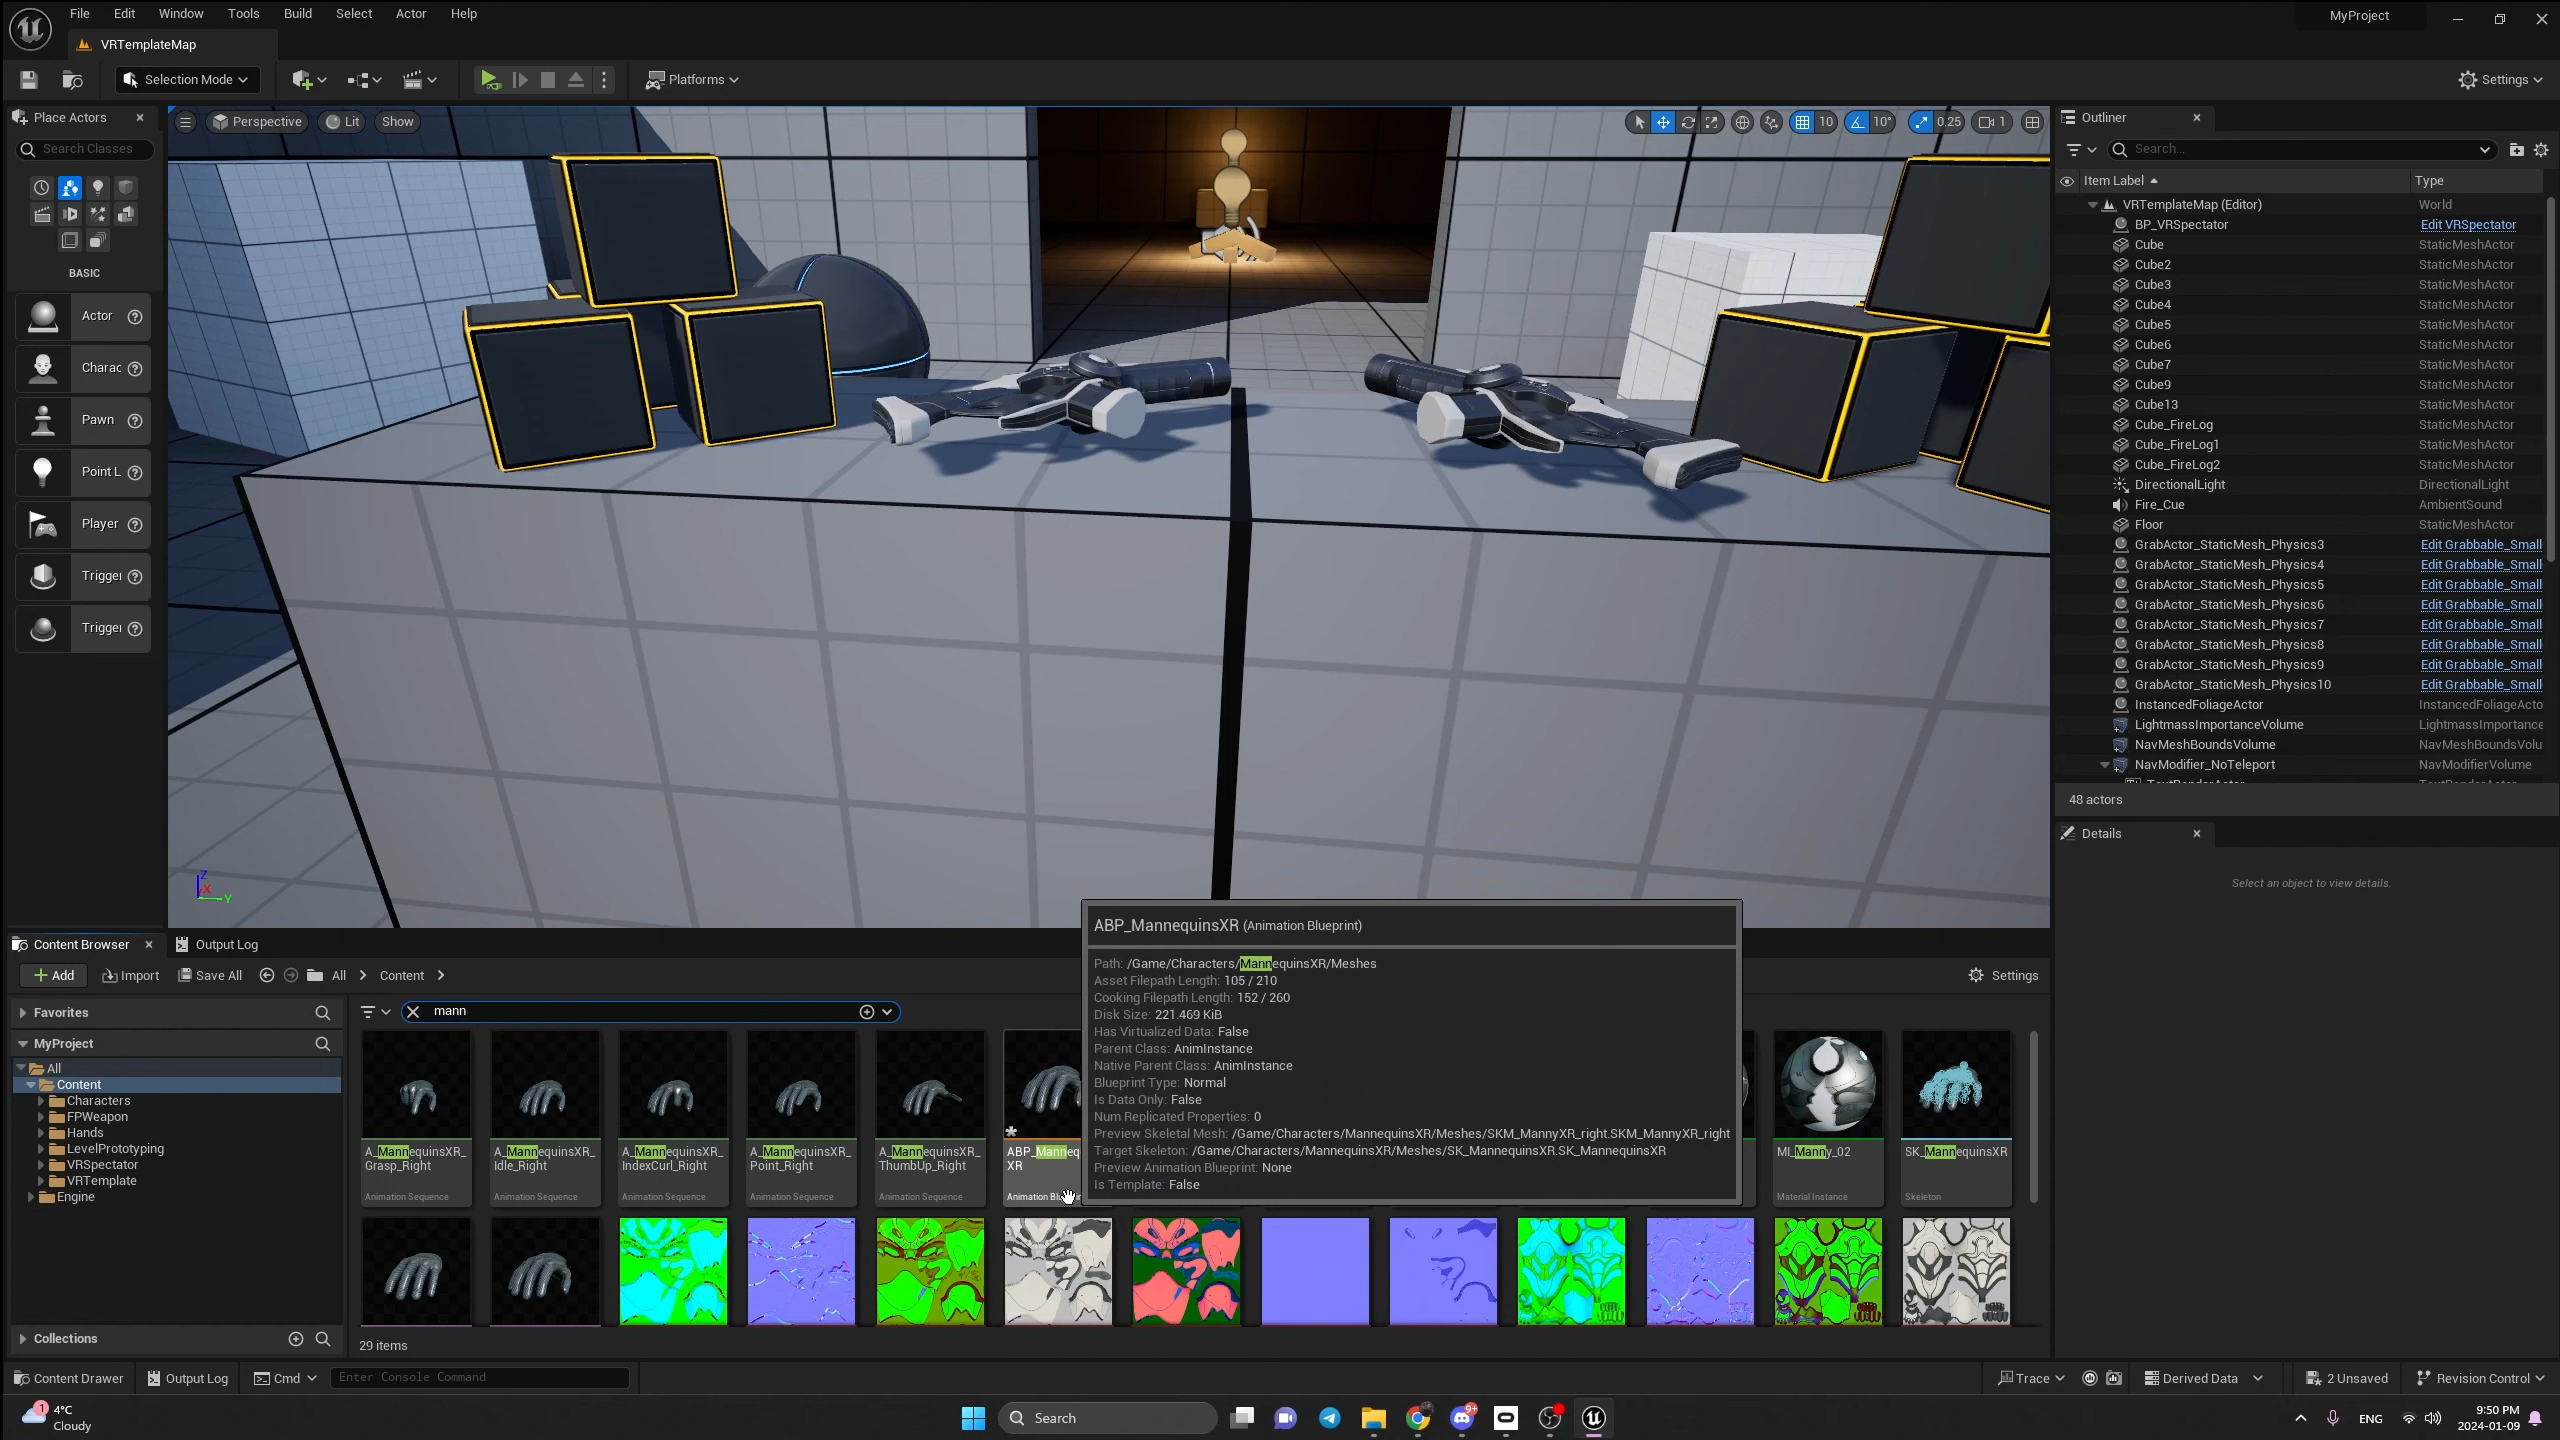 File Edit Window Tools Build Select Actor Help
MyProject
VRTemplateMap
Selection Mode
Platforms
Settings
Place Actors
Search Classes
BASIC
Actor
Charac
Pawn
Point L
Player
Trigger
Trigger
Perspective Lit Show
10 10° 0.25 1
Outliner
Search...
Item Label Type
VRTemplateMap (Editor) World
BP_VRSpectator Edit VRSpectator
Cube StaticMeshActor
Cube2 StaticMeshActor
Cube3 StaticMeshActor
Cube4 StaticMeshActor
Cube5 StaticMeshActor
Cube6 StaticMeshActor
Cube7 StaticMeshActor
Cube9 StaticMeshActor
Cube13 StaticMeshActor
Cube_FireLog StaticMeshActor
Cube_FireLog1 StaticMeshActor
Cube_FireLog2 StaticMeshActor
DirectionalLight DirectionalLight
Fire_Cue AmbientSound
Floor StaticMeshActor
GrabActor_StaticMesh_Physics3 Edit Grabbable_Small
GrabActor_StaticMesh_Physics4 Edit Grabbable_Small
GrabActor_StaticMesh_Physics5 Edit Grabbable_Small
GrabActor_StaticMesh_Physics6 Edit Grabbable_Small
GrabActor_StaticMesh_Physics7 Edit Grabbable_Small
GrabActor_StaticMesh_Physics8 Edit Grabbable_Small
GrabActor_StaticMesh_Physics9 Edit Grabbable_Small
GrabActor_StaticMesh_Physics10 Edit Grabbable_Small
InstancedFoliageActor InstancedFoliageActo
LightmassImportanceVolume LightmassImportance
NavMeshBoundsVolume NavMeshBoundsVolu
NavModifier_NoTeleport NavModifierVolume
48 actors
Details
Select an object to view details.
Z
X
Y
Content Browser Output Log
Add Import Save All All Content
Settings
Favorites
MyProject
All
Content
Characters
FPWeapon
Hands
LevelPrototyping
VRSpectator
VRTemplate
Engine
Collections
mann
A_MannequinsXR_
Grasp_Right
Animation Sequence
A_MannequinsXR_
Idle_Right
Animation Sequence
A_MannequinsXR_
IndexCurl_Right
Animation Sequence
A_MannequinsXR_
Point_Right
Animation Sequence
A_MannequinsXR_
ThumbUp_Right
Animation Sequence
ABP_Manneq
XR
MI_Manny_02
Material Instance
SK_MannequinsXR
Skeleton
ABP_MannequinsXR (Animation Blueprint)
Path: /Game/Characters/MannequinsXR/Meshes
Asset Filepath Length: 105 / 210
Cooking Filepath Length: 152 / 260
Disk Size: 221.469 KiB
Has Virtualized Data: False
Parent Class: AnimInstance
Native Parent Class: AnimInstance
Blueprint Type: Normal
Is Data Only: False
Num Replicated Properties: 0
Preview Skeletal Mesh: /Game/Characters/MannequinsXR/Meshes/SKM_MannyXR_right.SKM_MannyXR_right
Target Skeleton: /Game/Characters/MannequinsXR/Meshes/SK_MannequinsXR.SK_MannequinsXR
Preview Animation Blueprint: None
Is Template: False
29 items
Content Drawer Output Log Cmd Enter Console Command
Trace Derived Data 2 Unsaved Revision Control
1
4°C
Cloudy
Search
9+
ENG
9:50 PM
2024-01-09